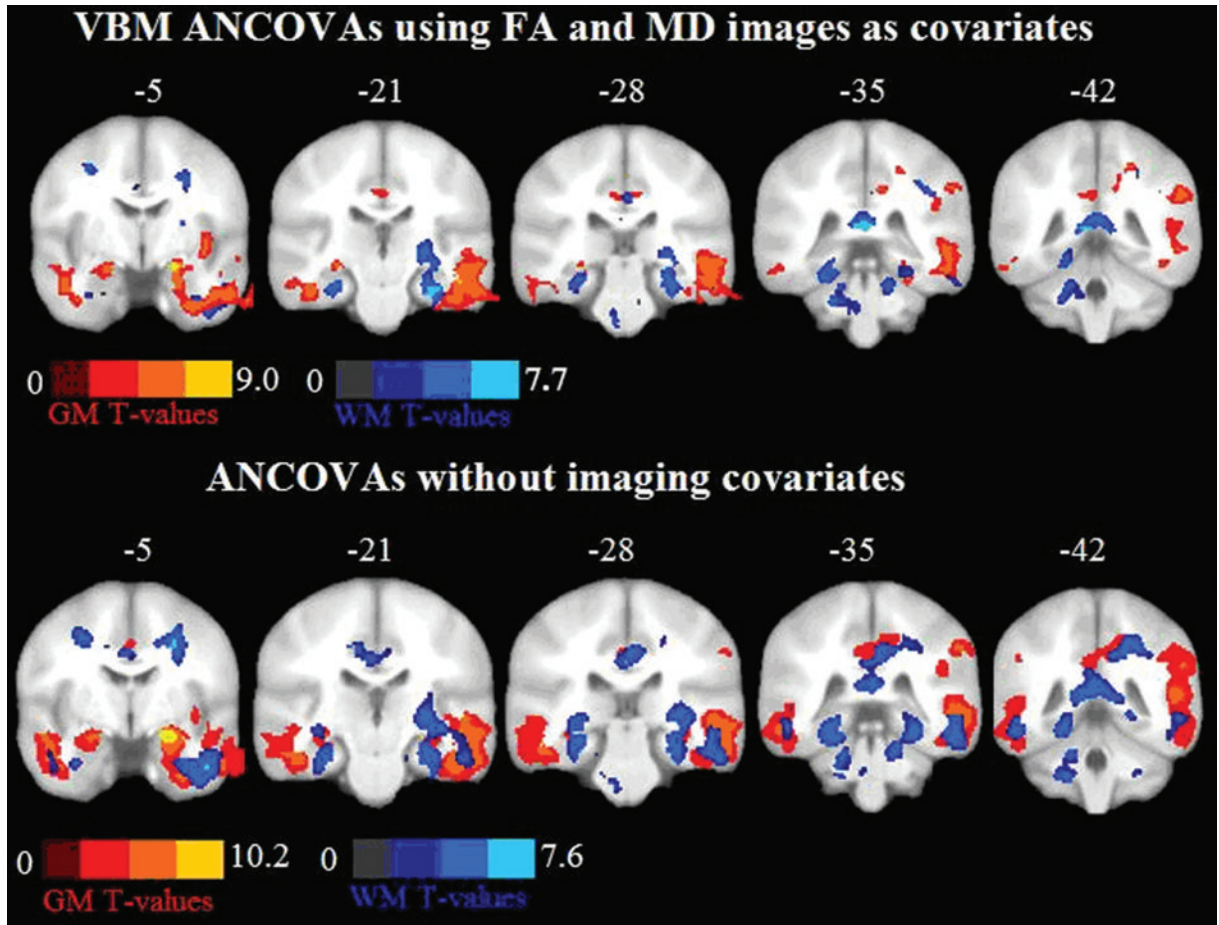 VBM ANCOVAs using FA and MD images as covariates
-5 -21 -28 -35 -42
0 9.0 0 7.7
GM T-values WM T-values
ANCOVAs without imaging covariates
-5 -21 -28 -35 -42
0 10.2 0 7.6
GM T-values WM T-values